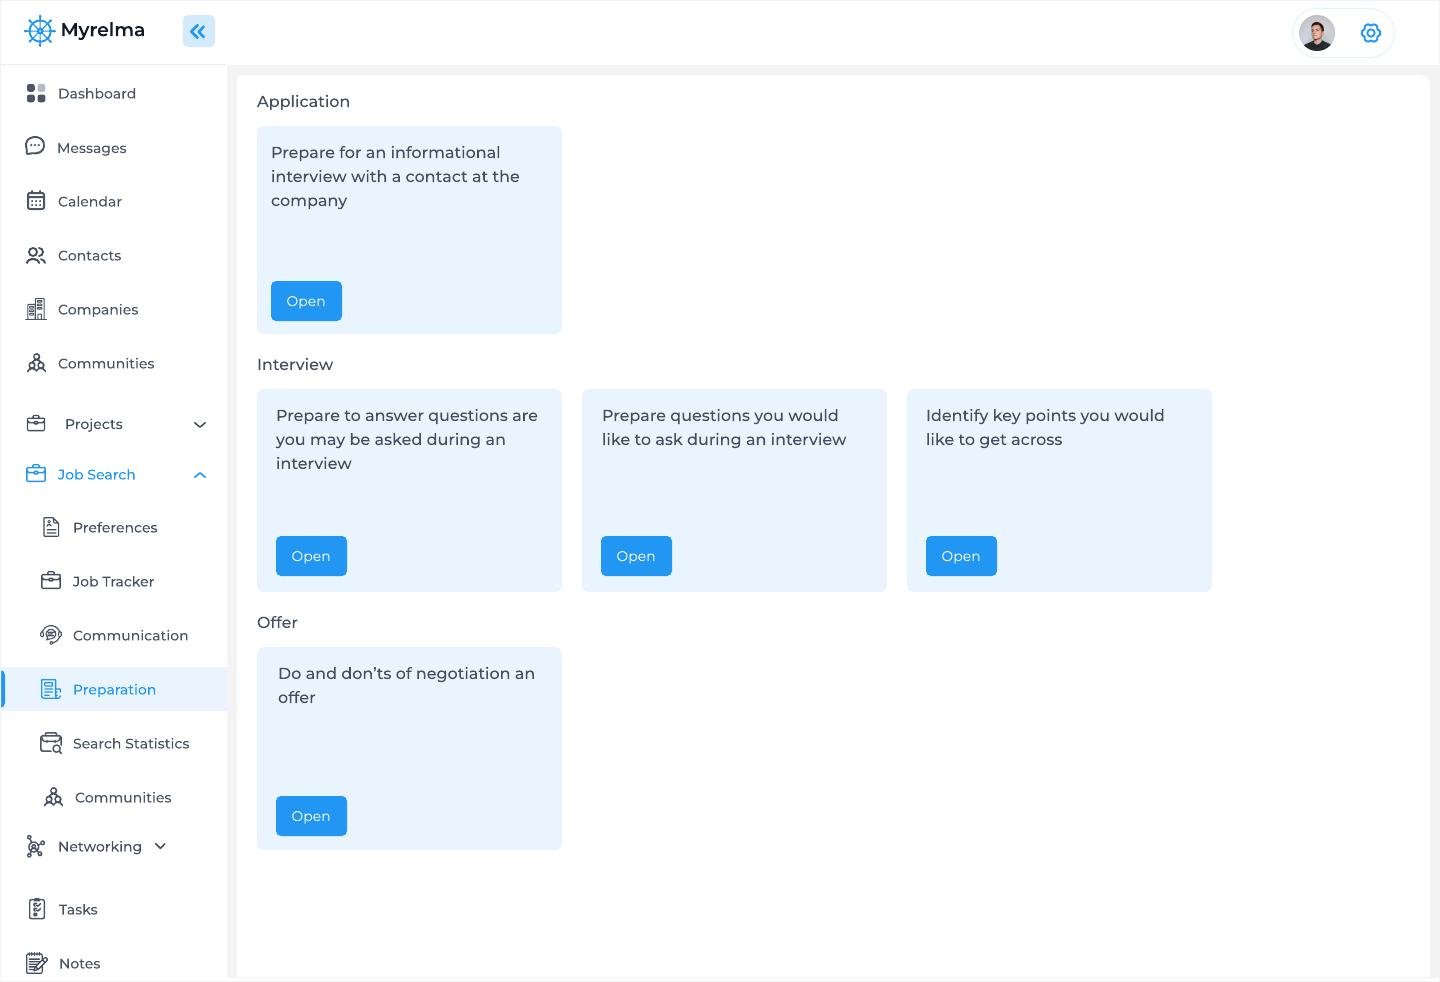 Myrelma
Dashboard
Messages
Calendar
Contacts
Companies
Communities
Projects
Job Search
Preferences
Job Tracker
Communication
Preparation
Search Statistics
Communities
Networking
Tasks
Notes
Application
Prepare for an informational
interview with a contact at the
company
Open
Interview
Prepare to answer questions are
you may be asked during an
interview
Open
Prepare questions you would
like to ask during an interview
Open
Identify key points you would
like to get across
Open
Offer
Do and don’ts of negotiation an
offer
Open